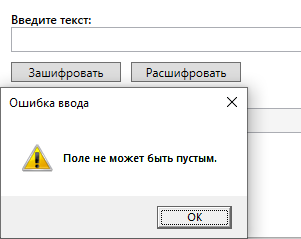 Введите текст:
Зашифровать Расшифровать
Ошибка ввода
Поле не может быть пустым.
OK